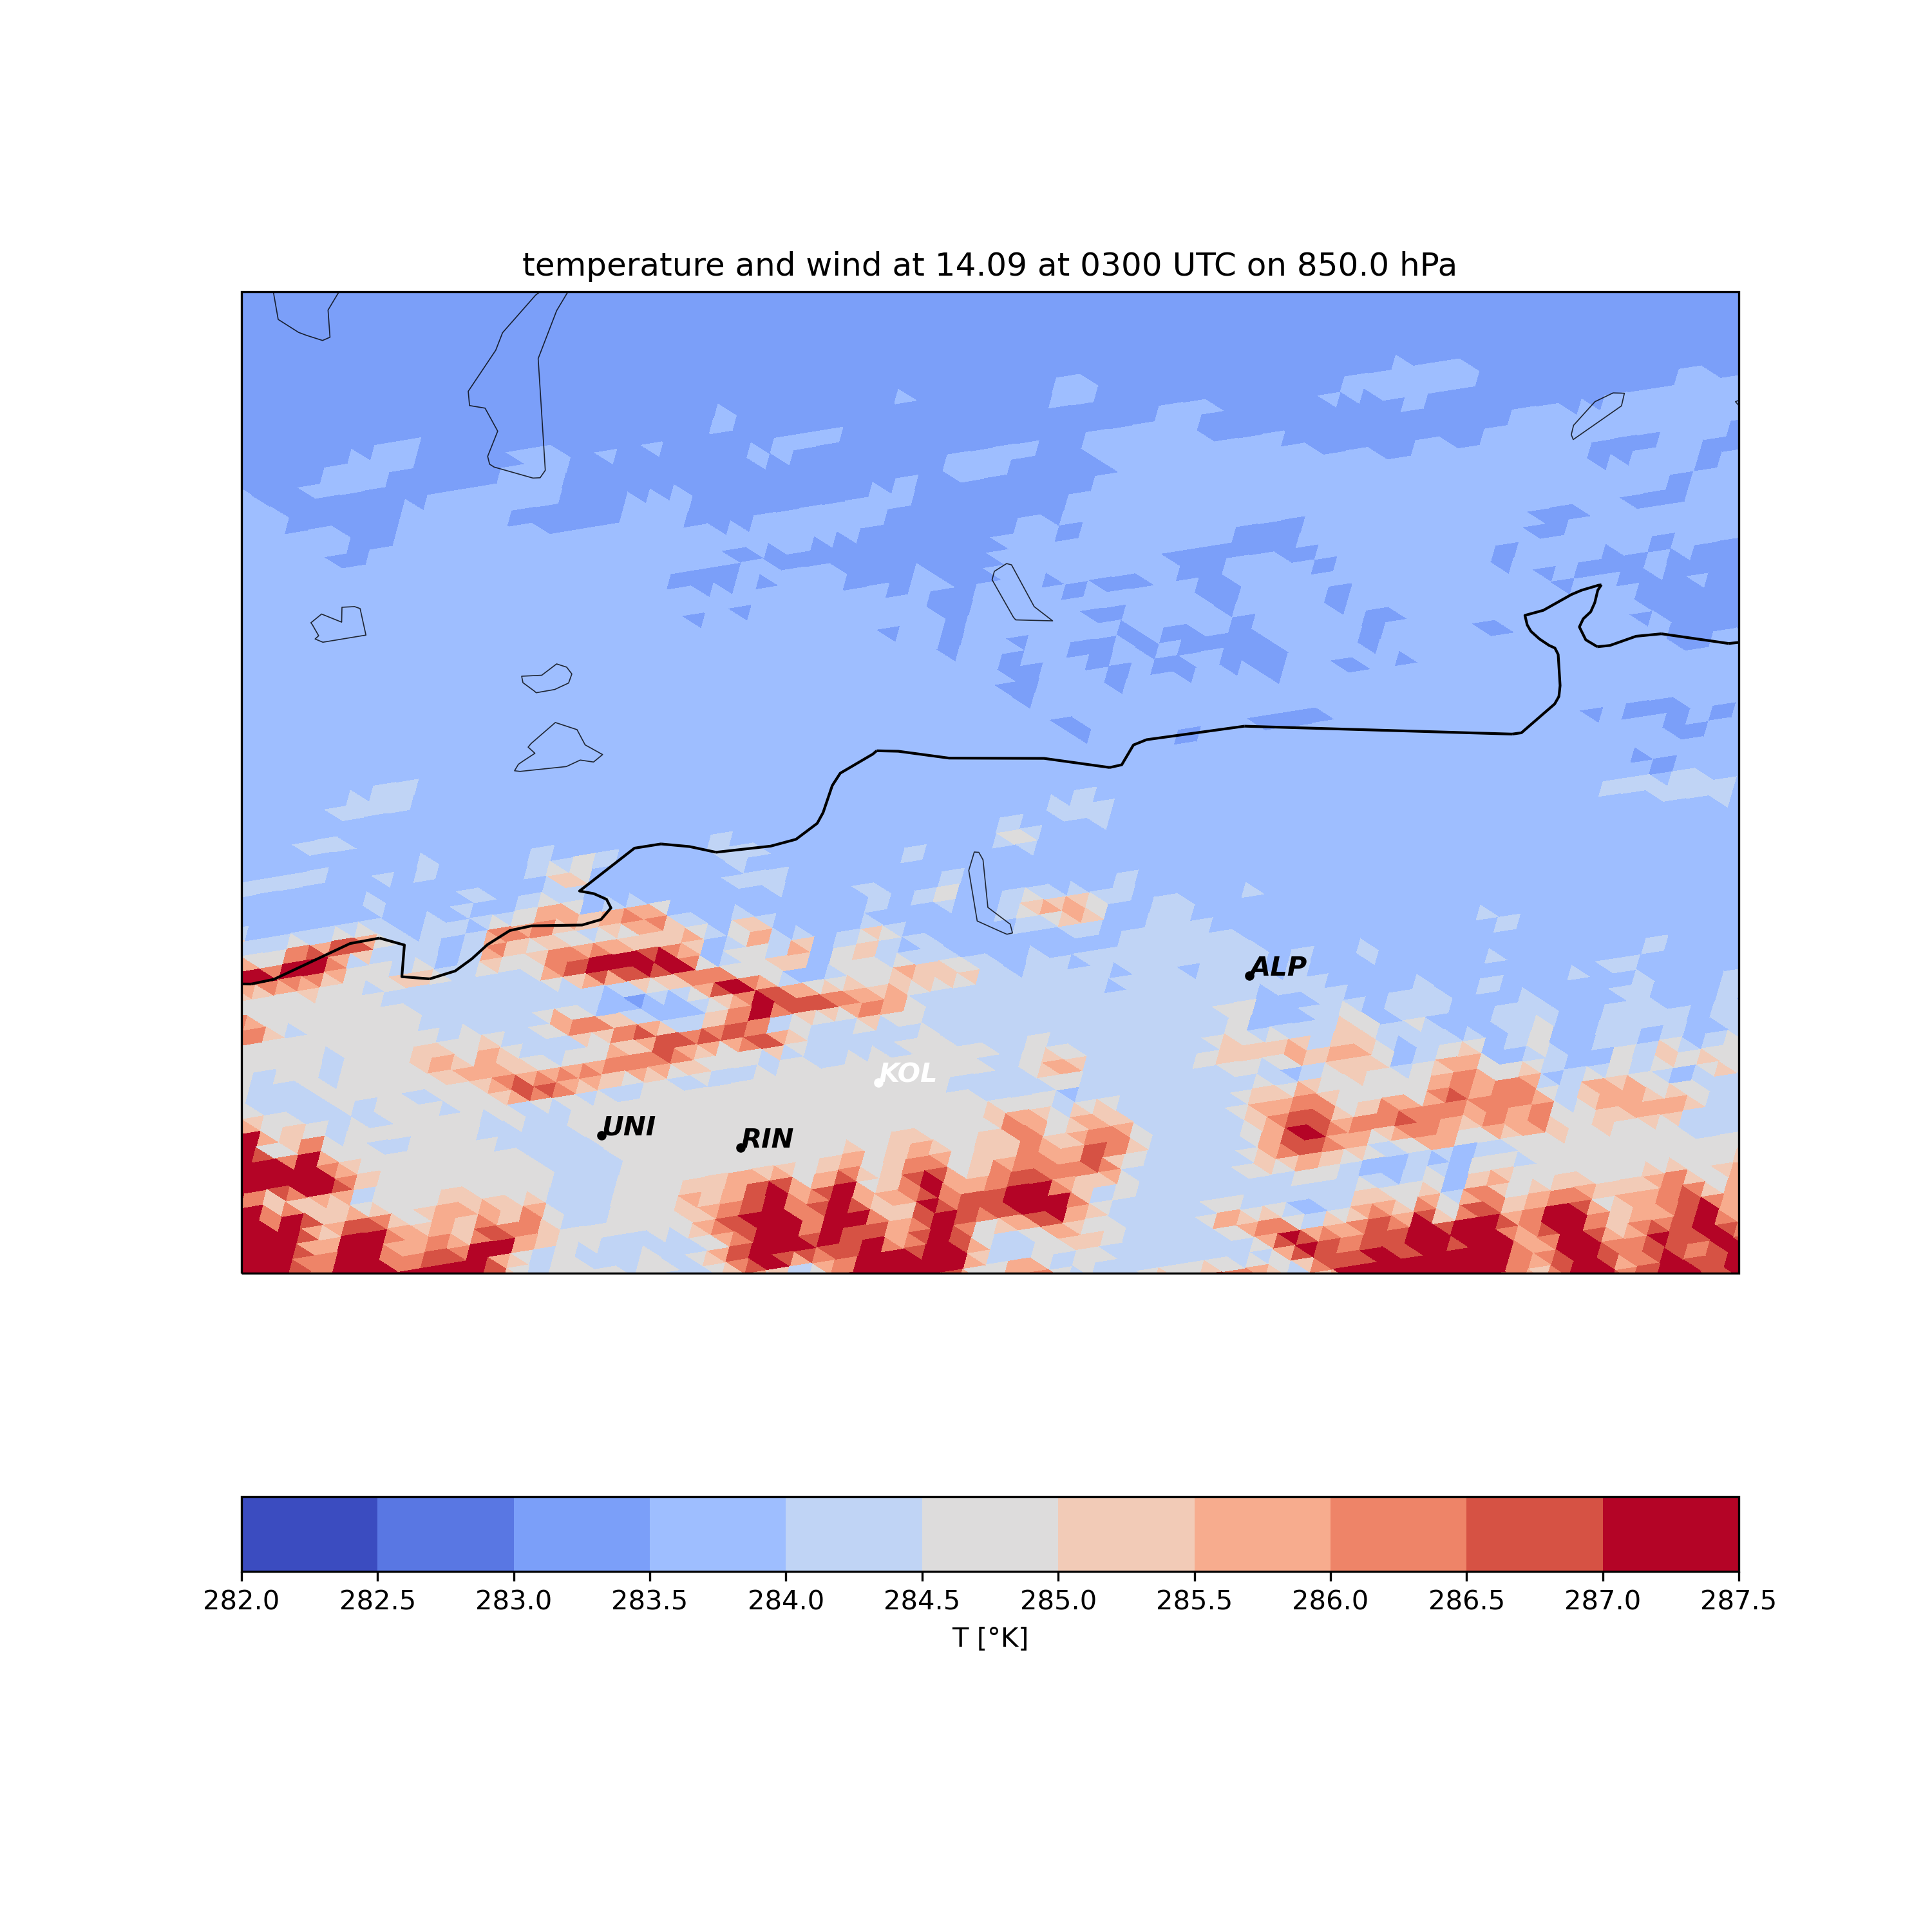 temperature and wind at 14.09 at 0300 UTC on 850.0 hPa
ALP
KOL
UNI
RIN
282.0 282.5 283.0 283.5 284.0 284.5 285.0 285.5 286.0 286.5 287.0 287.5
T [°K]